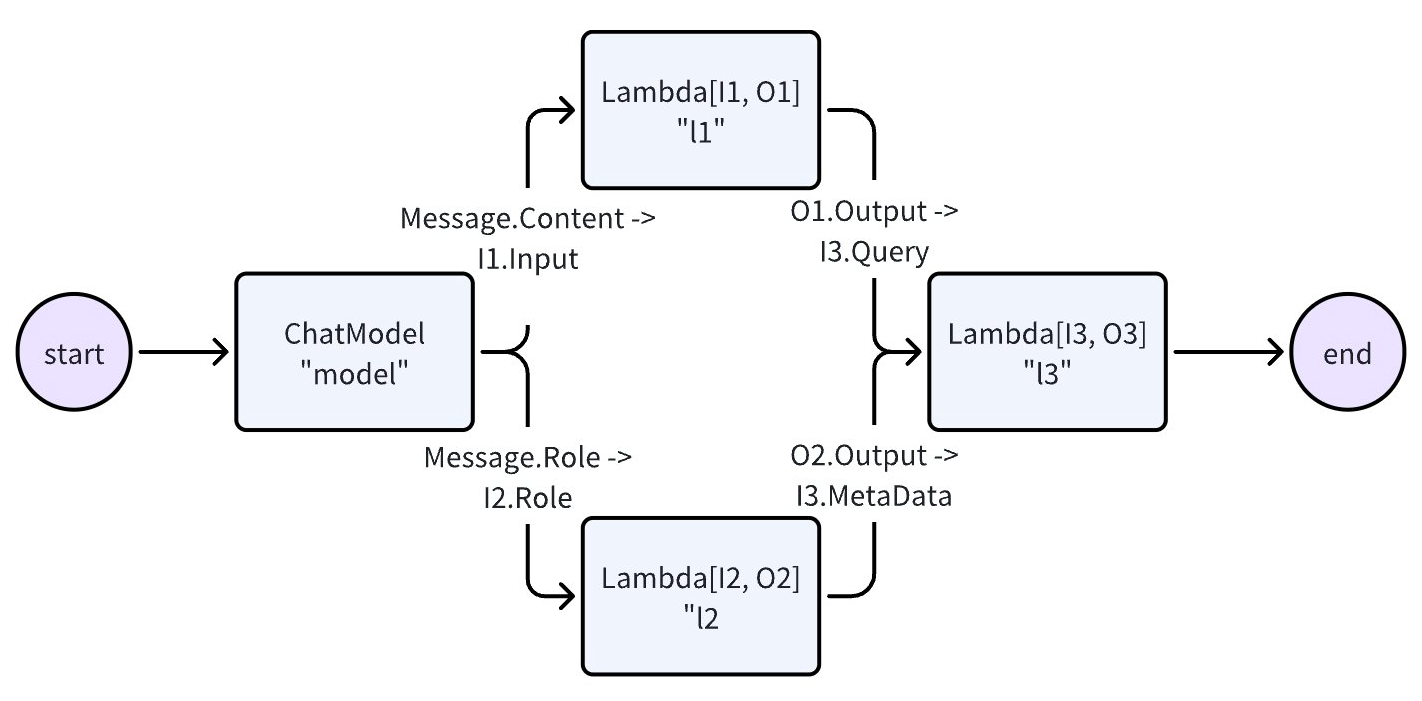 Lambda[I1, O1]
"l1"
Message.Content ->
I1.Input
O1.Output ->
I3.Query
start
ChatModel
"model"
Lambda[I3, O3]
"l3"
end
Message.Role ->
I2.Role
O2.Output ->
I3.MetaData
Lambda[I2, O2]
"l2